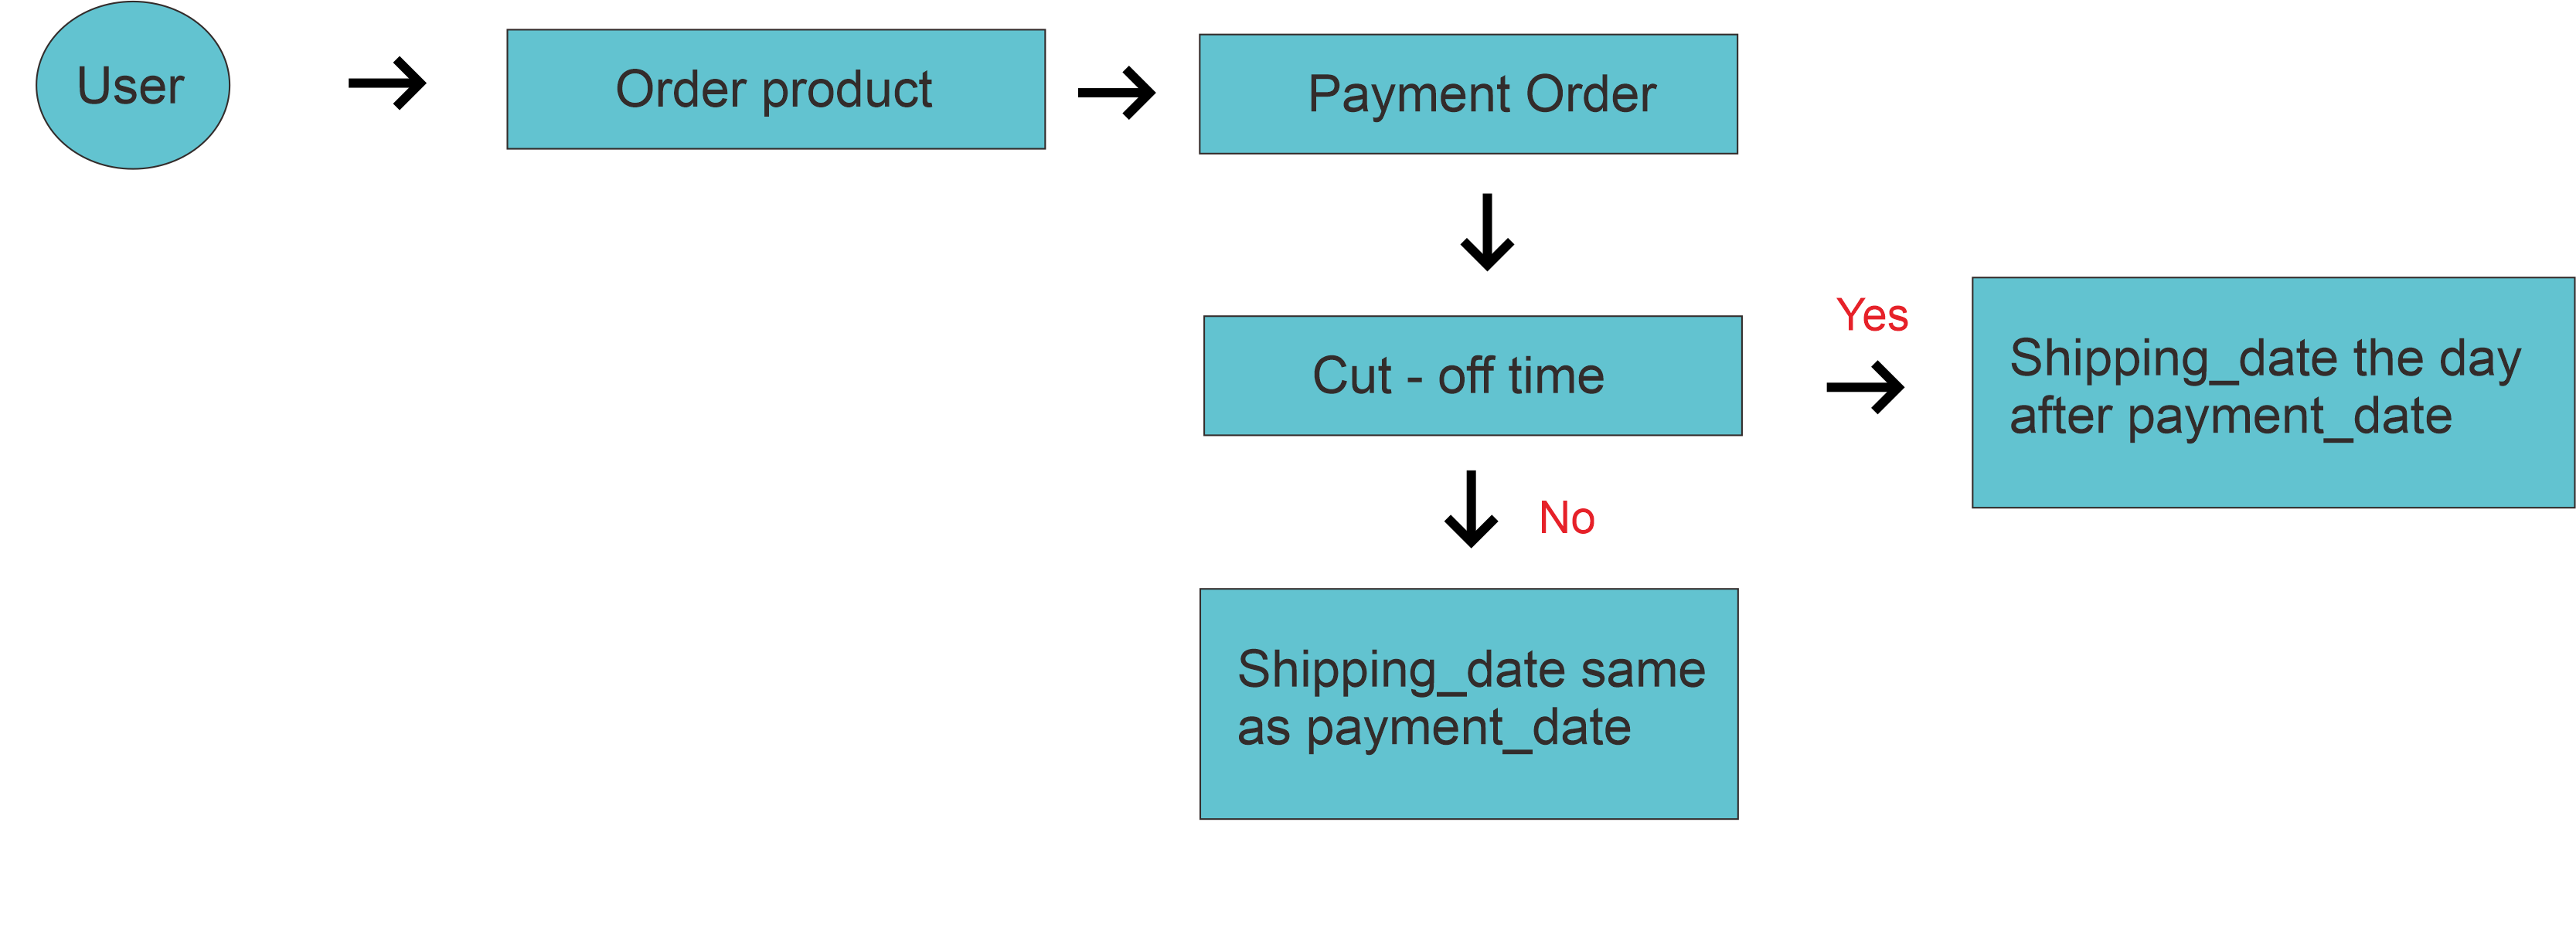 User
Order product
Payment Order
Cut - off time
Yes
Shipping_date the day
after payment_date
No
Shipping_date same
as payment_date